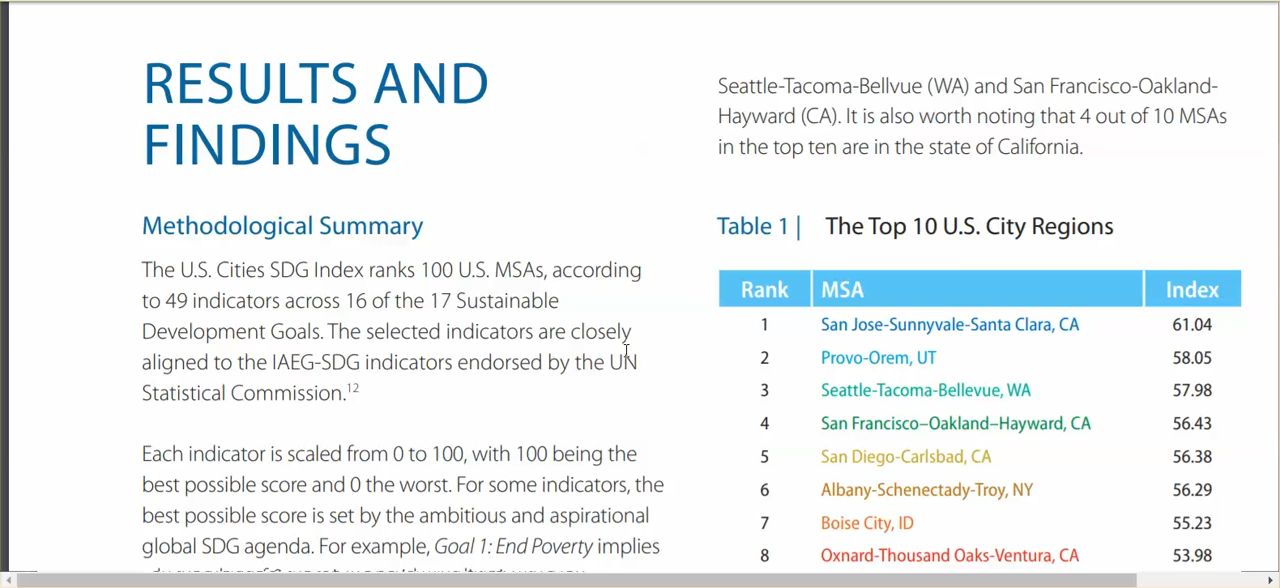 RESULTS AND
FINDINGS
Methodological Summary
The U.S. Cities SDG Index ranks 100 U.S. MSAs, according
to 49 indicators across 16 of the 17 Sustainable
Development Goals. The selected indicators are closely
aligned to the IAEG-SDG indicators endorsed by the UN
Statistical Commission.12
Each indicator is scaled from 0 to 100, with 100 being the
best possible score and 0 the worst. For some indicators, the
best possible score is set by the ambitious and aspirational
global SDG agenda. For example, Goal 1: End Poverty implies
Seattle-Tacoma-Bellvue (WA) and San Francisco-Oakland-
Hayward (CA). It is also worth noting that 4 out of 10 MSAs
in the top ten are in the state of California.
Table 1 | The Top 10 U.S. City Regions
Rank MSA Index
1 San Jose-Sunnyvale-Santa Clara, CA 61.04
2 Provo-Orem, UT 58.05
3 Seattle-Tacoma-Bellevue, WA 57.98
4 San Francisco–Oakland–Hayward, CA 56.43
5 San Diego-Carlsbad, CA 56.38
6 Albany-Schenectady-Troy, NY 56.29
7 Boise City, ID 55.23
8 Oxnard-Thousand Oaks-Ventura, CA 53.98